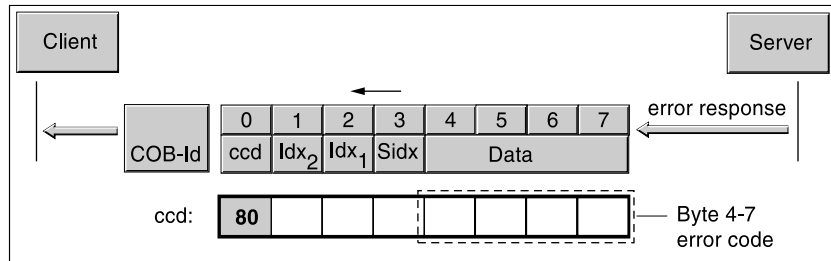 Client
Server
0 1 2 3 4 5 6 7
error response
COB-Id
ccd Idx2 Idx1 Sidx Data
ccd: 80
Byte 4-7
error code